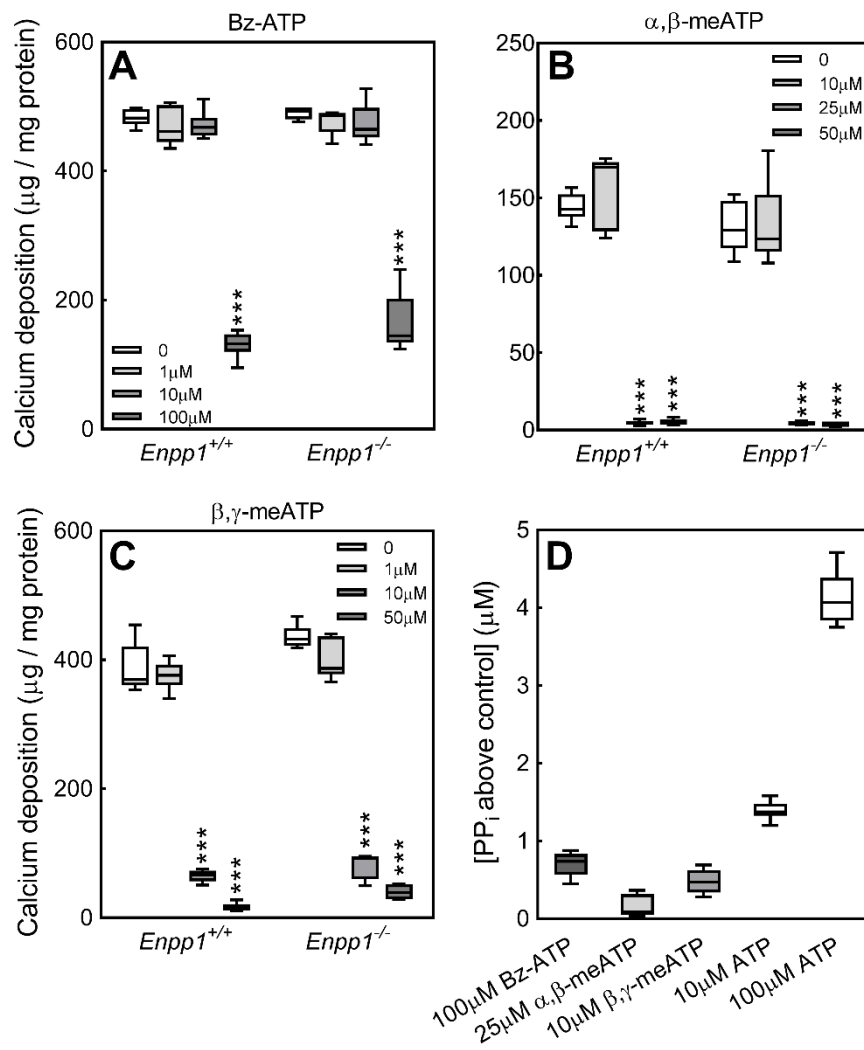 Bz-ATP
A
600
400
200
0
Calcium deposition (μg / mg protein)
***
***
0
1μM
10μM
100μM
Enpp1+/+
Enpp1-/-
α,β-meATP
B
250
200
150
100
50
0
0
10μM
25μM
50μM
***
***
***
***
Enpp1+/+
Enpp1-/-
β,γ-meATP
C
600
400
200
0
Calcium deposition (μg / mg protein)
0
1μM
10μM
50μM
***
***
***
***
Enpp1+/+
Enpp1-/-
D
5
4
3
2
1
0
[PPi above control] (μM)
100μM Bz-ATP
25μM α,β-meATP
10μM β,γ-meATP
10μM ATP
100μM ATP